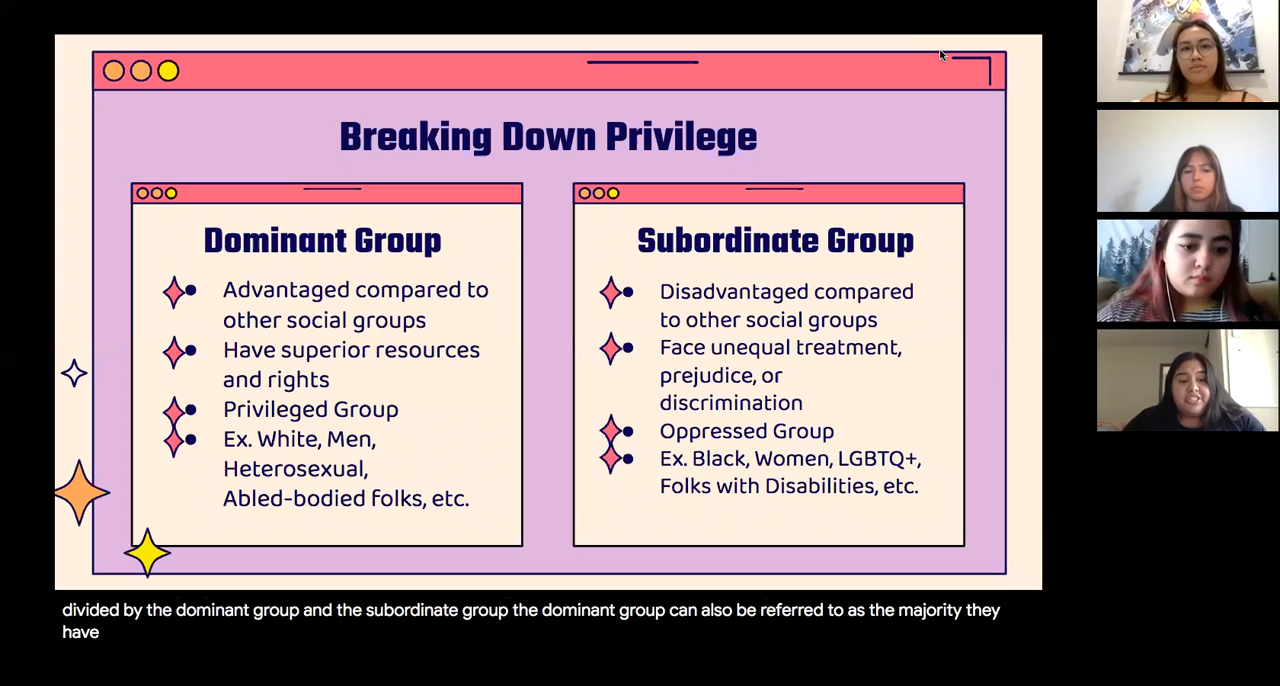 Breaking Down Privilege
Dominant Group
Advantaged compared to
other social groups
Have superior resources
and rights
Privileged Group
Ex. White, Men,
Heterosexual,
Abled-bodied folks, etc.
Subordinate Group
Disadvantaged compared
to other social groups
Face unequal treatment,
prejudice, or
discrimination
Oppressed Group
Ex. Black, Women, LGBTQ+,
Folks with Disabilities, etc.
divided by the dominant group and the subordinate group the dominant group can also be referred to as the majority they
have